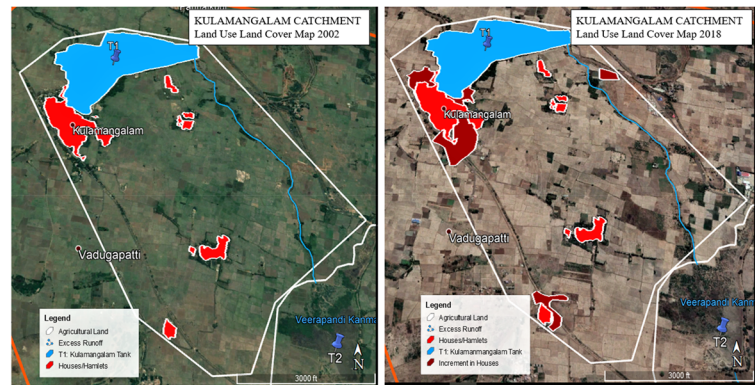 KULAMANGALAM CATCHMENT
Land Use Land Cover Map 2002
T1
Kulamangalam
Vadugapatti
Legend
Agricultural Land
Excess Runoff
T1: Kulamangalam Tank
Houses/Hamlets
Veerapandi Kanma
T2
N
3000 ft
KULAMANGALAM CATCHMENT
Land Use Land Cover Map 2018
T1
Kulamangalam
Vadugapatti
Legend
Agricultural Land
Excess Runoff
Houses/Hamlets
T1: Kulamanmangalam Tank
Increment in Houses
Veerapandi Kanm
T2
N
3000 ft